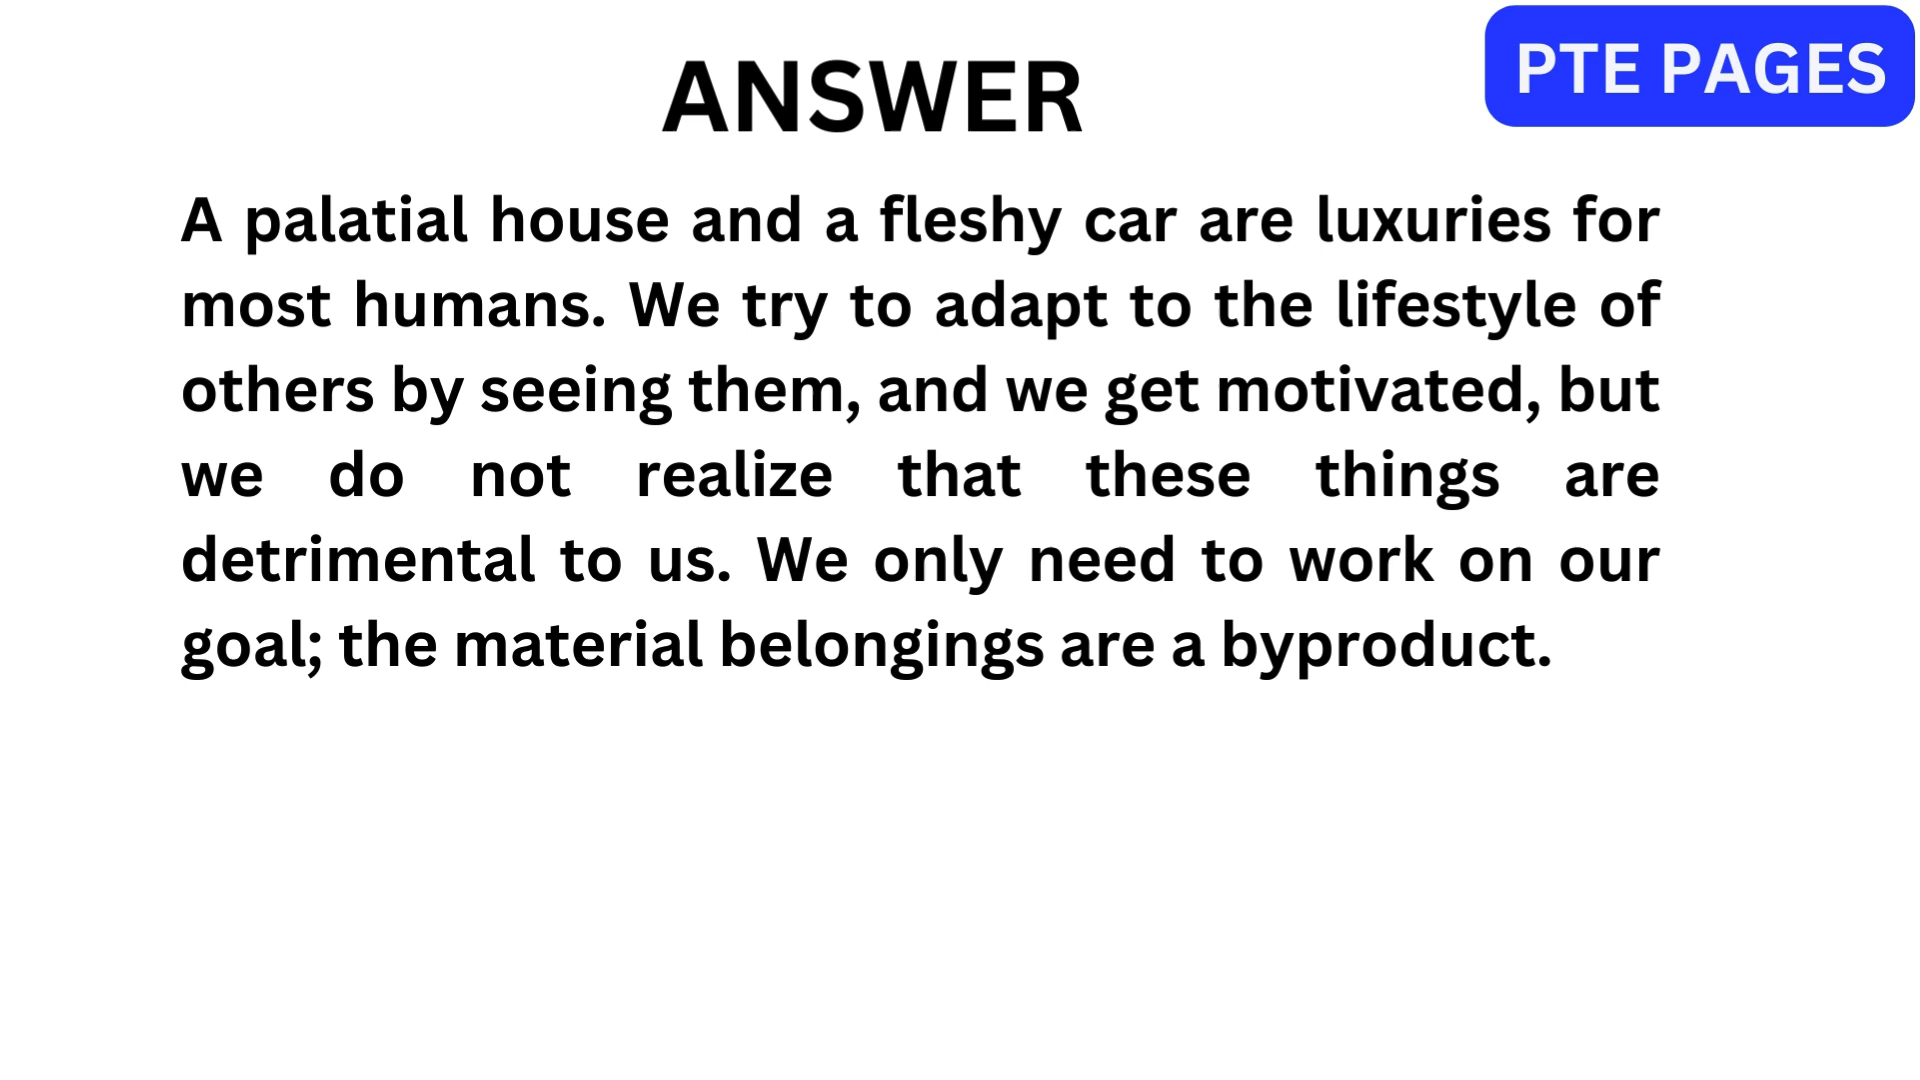 PTE PAGES
ANSWER
A palatial house and a fleshy car are luxuries for
most humans. We try to adapt to the lifestyle of
others by seeing them, and we get motivated, but
we do not realize that these things are
detrimental to us. We only need to work on our
goal; the material belongings are a byproduct.